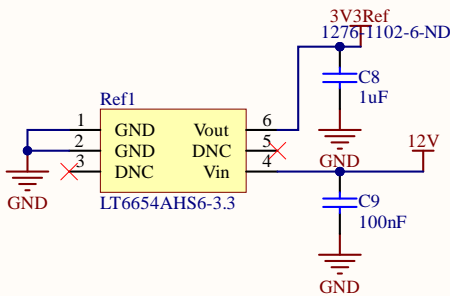 3V3Ref
1276-1102-6-ND
C8
1uF
GND
Ref1
1 GND Vout 6
2 GND DNC 5
3 DNC Vin 4
LT6654AHS6-3.3
GND
12V
C9
100nF
GND